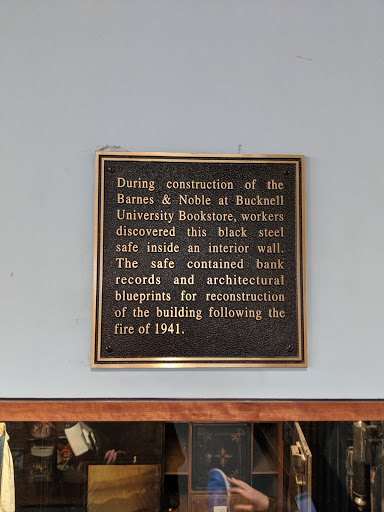 During construction of the
Barnes & Noble at Bucknell
University Bookstore, workers
discovered this black steel
safe inside an interior wall.
The safe contained bank
records and architectural
blueprints for reconstruction
of the building following the
fire of 1941.